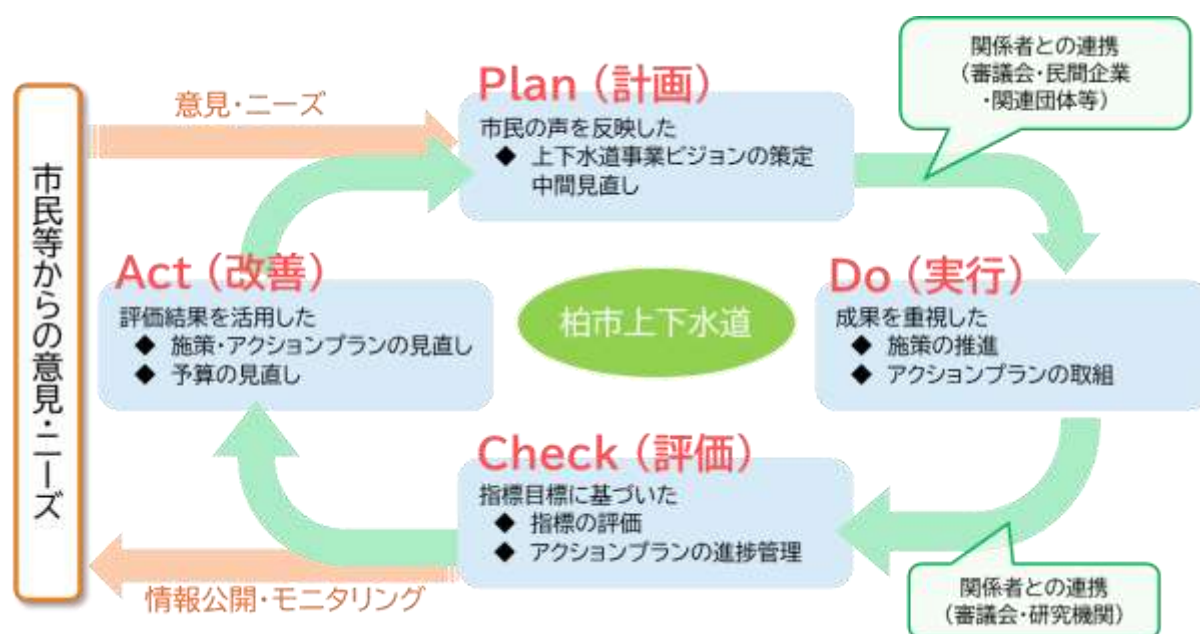 市民等からの意見・ニーズ
意見・ニーズ
Plan（計画）
市民の声を反映した
◆ 上下水道事業ビジョンの策定
中間見直し
関係者との連携
（審議会・民間企業
・関連団体等）
Act（改善）
評価結果を活用した
◆ 施策・アクションプランの見直し
◆ 予算の見直し
柏市上下水道
Do（実行）
成果を重視した
◆ 施策の推進
◆ アクションプランの取組
Check（評価）
指標目標に基づいた
◆ 指標の評価
◆ アクションプランの進捗管理
情報公開・モニタリング
関係者との連携
（審議会・研究機関）